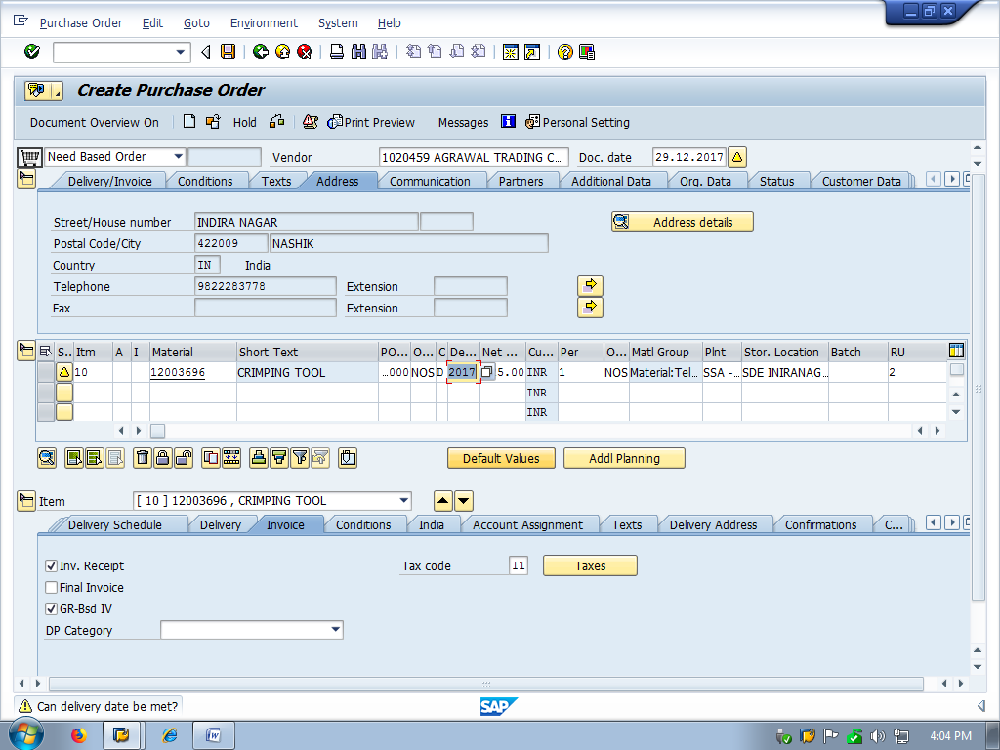 Purchase Order Edit Goto Environment System Help
Create Purchase Order
Document Overview On Hold Print Preview Messages Personal Setting
Need Based Order Vendor 1020459 AGRAWAL TRADING C... Doc. date 29.12.2017
Delivery/Invoice Conditions Texts Address Communication Partners Additional Data Org. Data Status Customer Data
Street/House number INDIRA NAGAR Address details
Postal Code/City 422009 NASHIK
Country IN India
Telephone 9822283778 Extension
Fax Extension
S.. Itm A I Material Short Text PO... O... C De... Net ... Cu... Per O... Matl Group Plnt Stor. Location Batch RU
10 12003696 CRIMPING TOOL ...000 NOS D 2017 5.00 INR 1 NOS Material:Tel... SSA -... SDE INIRANAG... 2
INR
INR
Default Values Addl Planning
Item [ 10 ] 12003696 , CRIMPING TOOL
Delivery Schedule Delivery Invoice Conditions India Account Assignment Texts Delivery Address Confirmations C...
Inv. Receipt Tax code I1 Taxes
Final Invoice
GR-Bsd IV
DP Category
Can delivery date be met? SAP
4:04 PM